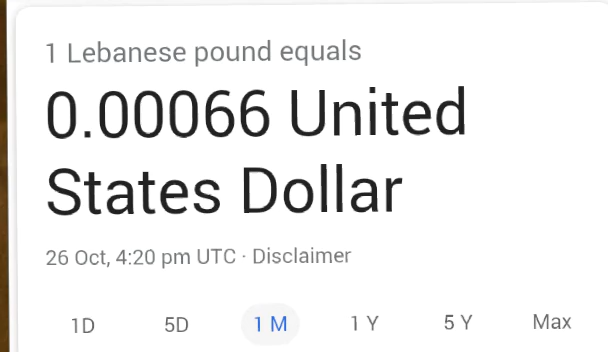 1 Lebanese pound equals
0.00066 United
States Dollar
26 Oct, 4:20 pm UTC · Disclaimer
1D 5D 1 M 1 Y 5 Y Max